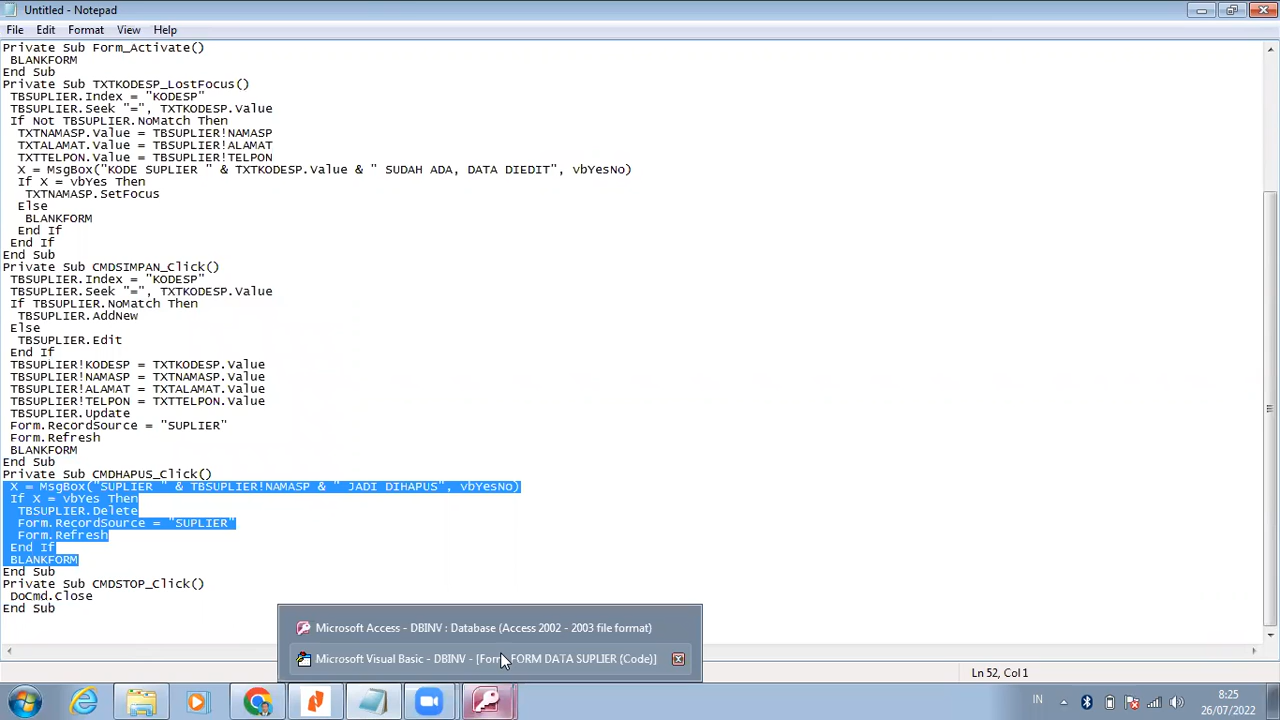 Untitled - Notepad
File Edit Format View Help
Private Sub Form_Activate()
BLANKFORM
End Sub
Private Sub TXTKODESP_LostFocus()
TBSUPLIER.Index = "KODESP"
TBSUPLIER.Seek "=", TXTKODESP.Value
If Not TBSUPLIER.NoMatch Then
TXTNAMASP.Value = TBSUPLIER!NAMASP
TXTALAMAT.Value = TBSUPLIER!ALAMAT
TXTTELPON.Value = TBSUPLIER!TELPON
X = MsgBox("KODE SUPLIER " & TXTKODESP.Value & " SUDAH ADA, DATA DIEDIT", vbYesNo)
If X = vbYes Then
TXTNAMASP.SetFocus
Else
BLANKFORM
End If
End If
End Sub
Private Sub CMDSIMPAN_Click()
TBSUPLIER.Index = "KODESP"
TBSUPLIER.Seek "=", TXTKODESP.Value
If TBSUPLIER.NoMatch Then
TBSUPLIER.AddNew
Else
TBSUPLIER.Edit
End If
TBSUPLIER!KODESP = TXTKODESP.Value
TBSUPLIER!NAMASP = TXTNAMASP.Value
TBSUPLIER!ALAMAT = TXTALAMAT.Value
TBSUPLIER!TELPON = TXTTELPON.Value
TBSUPLIER.Update
Form.RecordSource = "SUPLIER"
Form.Refresh
BLANKFORM
End Sub
Private Sub CMDHAPUS_Click()
X = MsgBox("SUPLIER " & TBSUPLIER!NAMASP & " JADI DIHAPUS", vbYesNo)
If X = vbYes Then
TBSUPLIER.Delete
Form.RecordSource = "SUPLIER"
Form.Refresh
End If
BLANKFORM
End Sub
Private Sub CMDSTOP_Click()
DoCmd.Close
End Sub
Microsoft Access - DBINV : Database (Access 2002 - 2003 file format)
Microsoft Visual Basic - DBINV - [Form FORM DATA SUPLIER (Code)]
Ln 52, Col 1
IN
8:25
26/07/2022